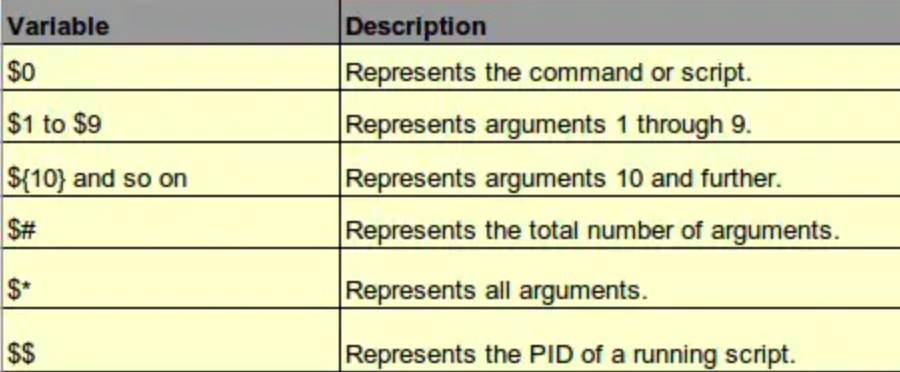 Variable Description
$0 Represents the command or script.
$1 to $9 Represents arguments 1 through 9.
${10} and so on Represents arguments 10 and further.
$# Represents the total number of arguments.
$* Represents all arguments.
$$ Represents the PID of a running script.